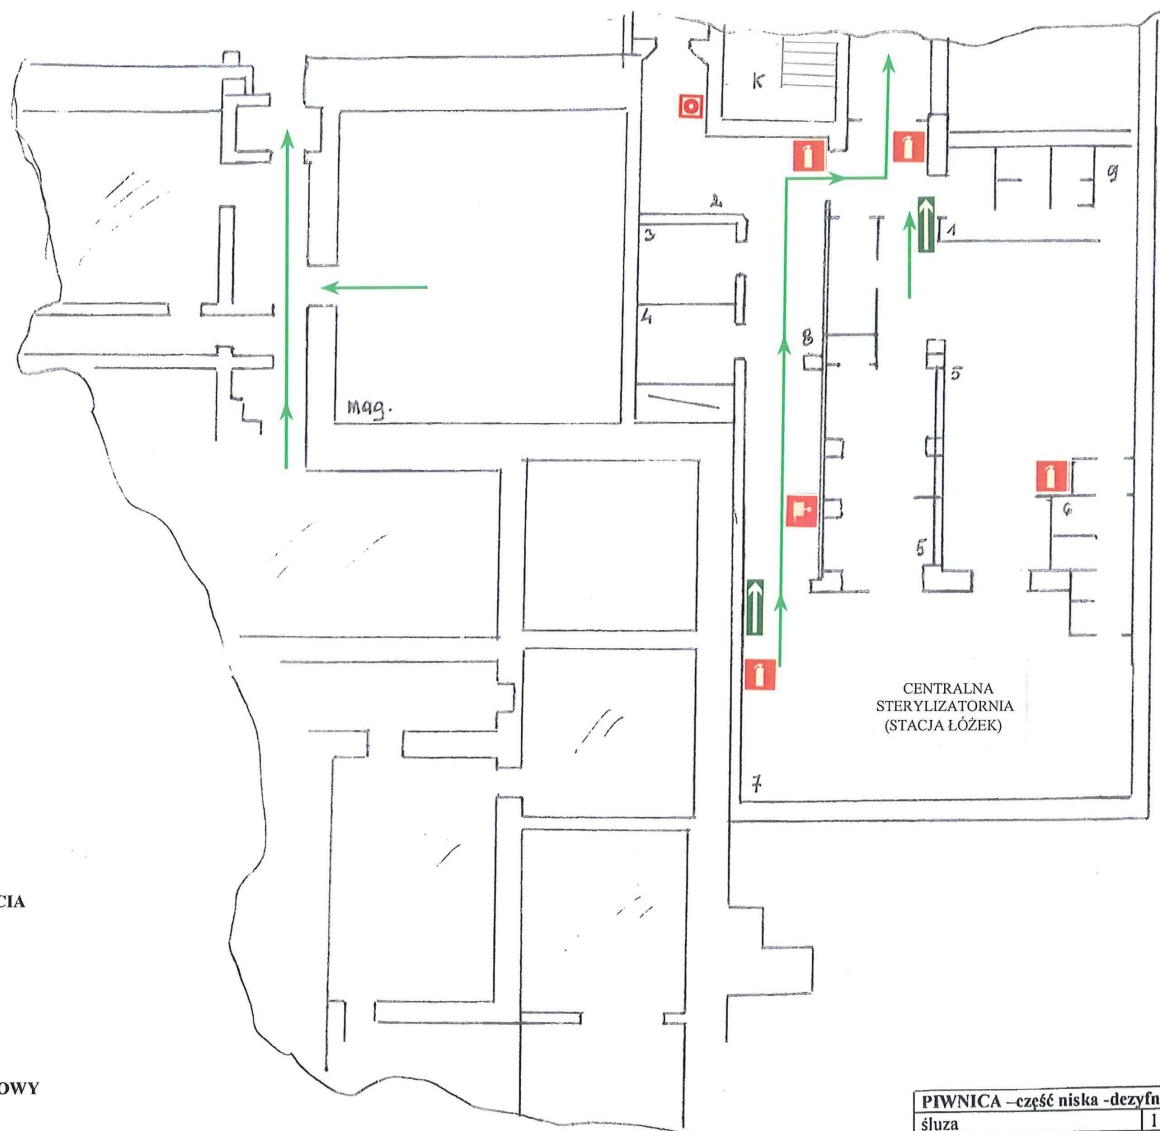 K
9
2
3
1
4
8
5
mag.
6
5
CENTRALNA
STERYLIZATORNIA
(STACJA ŁÓŻEK)
7
CIA
OWY
PIWNICA –część niska -dezyfn
śluza 1